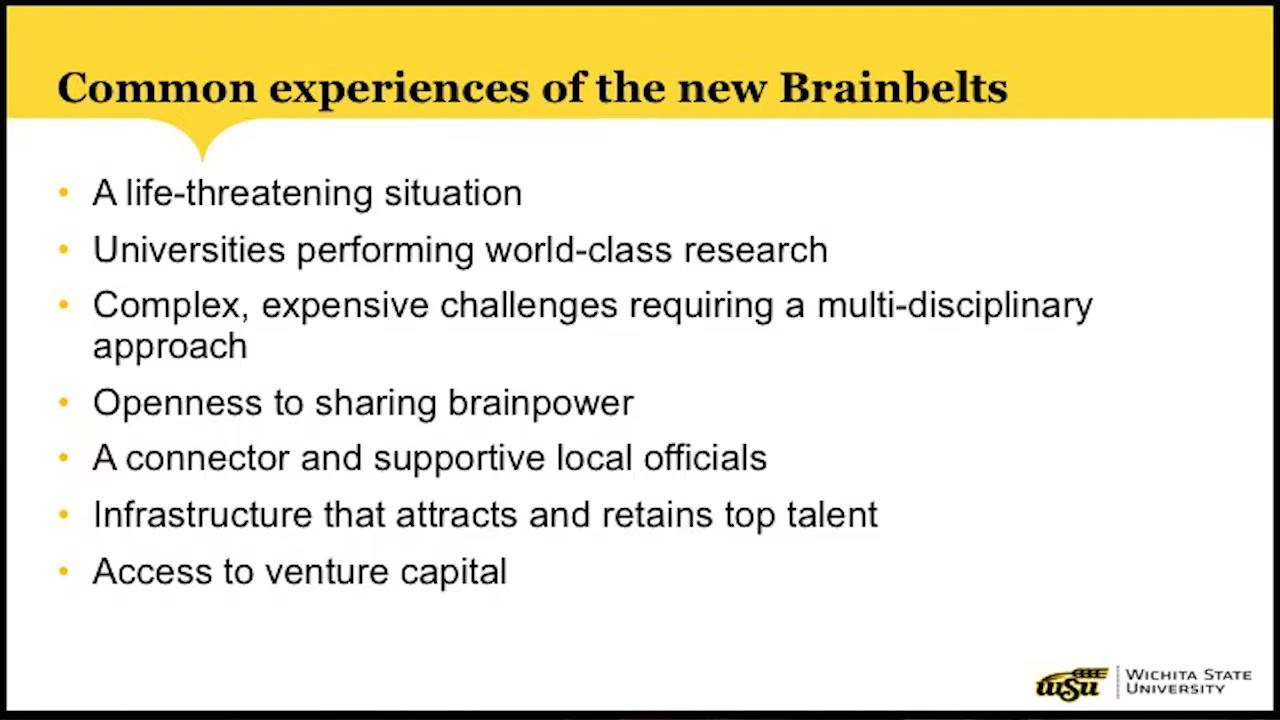 Common experiences of the new Brainbelts
• A life-threatening situation
• Universities performing world-class research
• Complex, expensive challenges requiring a multi-disciplinary
approach
• Openness to sharing brainpower
• A connector and supportive local officials
• Infrastructure that attracts and retains top talent
• Access to venture capital
wsu
WICHITA STATE
UNIVERSITY